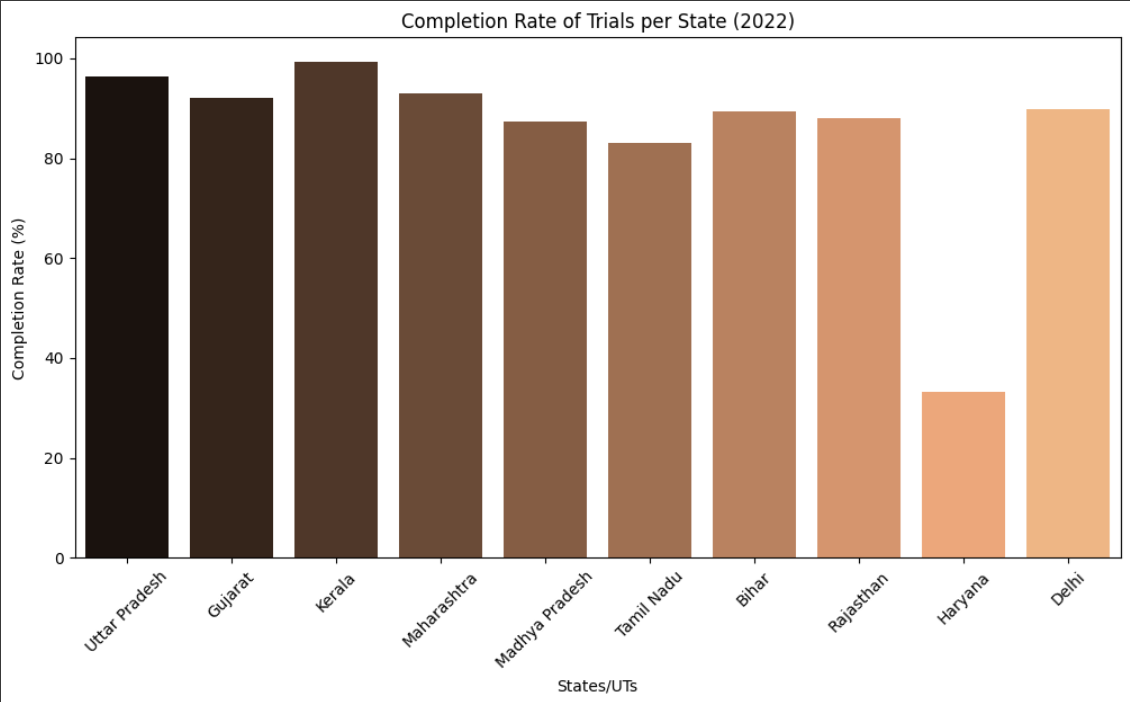 Completion Rate of Trials per State (2022)
Completion Rate (%)
100
80
60
40
20
0
Uttar Pradesh
Gujarat
Kerala
Maharashtra
Madhya Pradesh
Tamil Nadu
Bihar
Rajasthan
Haryana
Delhi
States/UTs